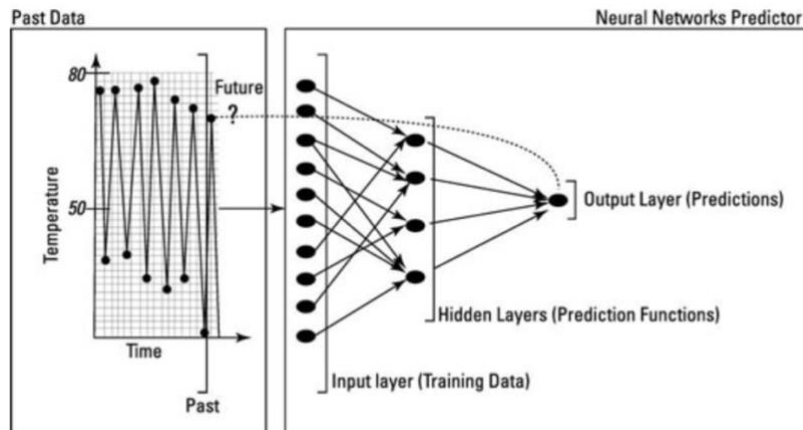 Past Data
Neural Networks Predictor
80
Future
?
50
Temperature
Time
Past
Output Layer (Predictions)
Hidden Layers (Prediction Functions)
Input layer (Training Data)